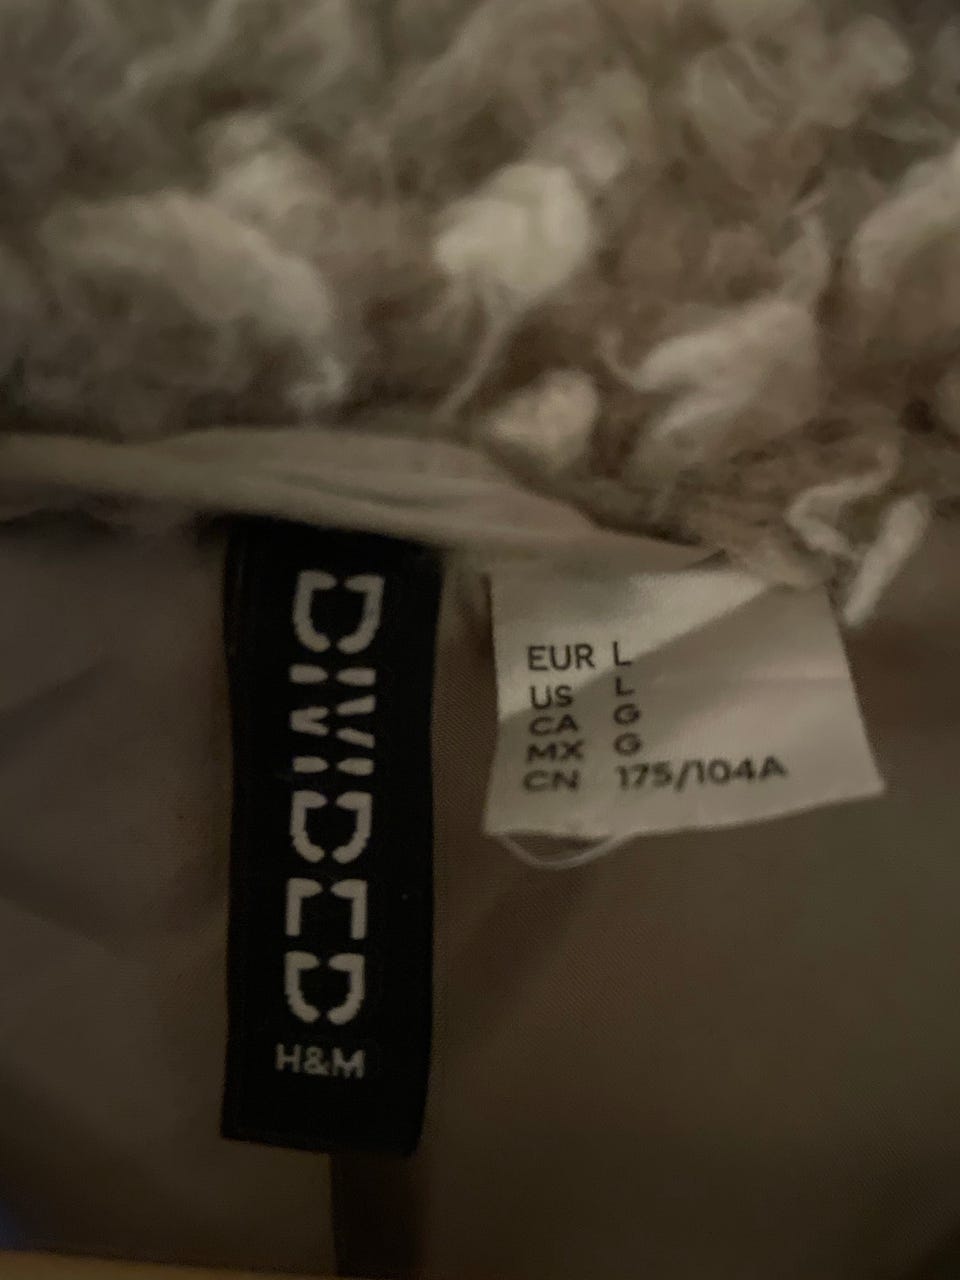 DIVIDED
H&M
EUR L
US L
CA G
MX G
CN 175/104A